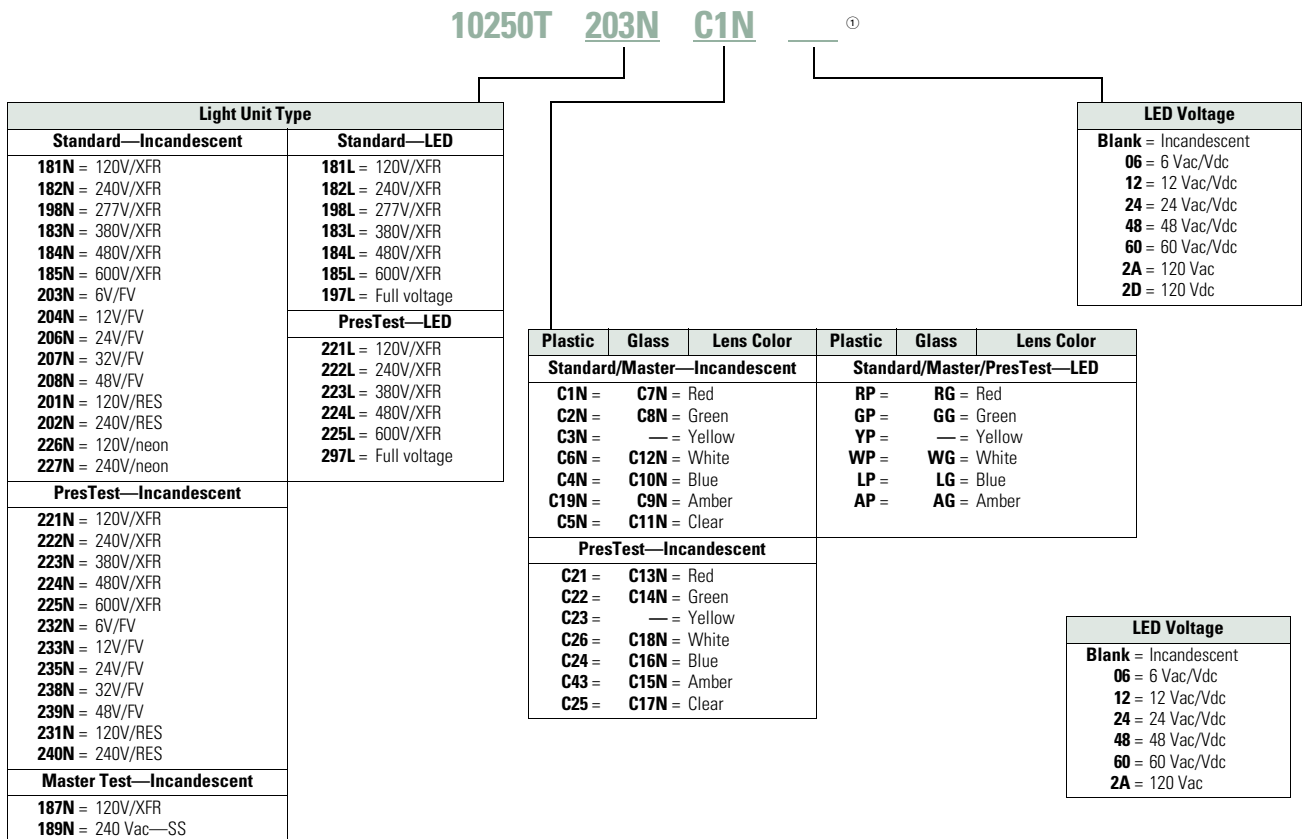 10250T 203N C1N ___ ①
Light Unit Type
Standard—Incandescent
181N = 120V/XFR
182N = 240V/XFR
198N = 277V/XFR
183N = 380V/XFR
184N = 480V/XFR
185N = 600V/XFR
203N = 6V/FV
204N = 12V/FV
206N = 24V/FV
207N = 32V/FV
208N = 48V/FV
201N = 120V/RES
202N = 240V/RES
226N = 120V/neon
227N = 240V/neon
PresTest—Incandescent
221N = 120V/XFR
222N = 240V/XFR
223N = 380V/XFR
224N = 480V/XFR
225N = 600V/XFR
232N = 6V/FV
233N = 12V/FV
235N = 24V/FV
238N = 32V/FV
239N = 48V/FV
231N = 120V/RES
240N = 240V/RES
Master Test—Incandescent
187N = 120V/XFR
189N = 240 Vac—SS
Standard—LED
181L = 120V/XFR
182L = 240V/XFR
198L = 277V/XFR
183L = 380V/XFR
184L = 480V/XFR
185L = 600V/XFR
197L = Full voltage
PresTest—LED
221L = 120V/XFR
222L = 240V/XFR
223L = 380V/XFR
224L = 480V/XFR
225L = 600V/XFR
297L = Full voltage
Plastic Glass Lens Color
Standard/Master—Incandescent
C1N = C7N = Red
C2N = C8N = Green
C3N = — = Yellow
C6N = C12N = White
C4N = C10N = Blue
C19N = C9N = Amber
C5N = C11N = Clear
PresTest—Incandescent
C21 = C13N = Red
C22 = C14N = Green
C23 = — = Yellow
C26 = C18N = White
C24 = C16N = Blue
C43 = C15N = Amber
C25 = C17N = Clear
Plastic Glass Lens Color
Standard/Master/PresTest—LED
RP = RG = Red
GP = GG = Green
YP = — = Yellow
WP = WG = White
LP = LG = Blue
AP = AG = Amber
LED Voltage
Blank = Incandescent
06 = 6 Vac/Vdc
12 = 12 Vac/Vdc
24 = 24 Vac/Vdc
48 = 48 Vac/Vdc
60 = 60 Vac/Vdc
2A = 120 Vac
2D = 120 Vdc
LED Voltage
Blank = Incandescent
06 = 6 Vac/Vdc
12 = 12 Vac/Vdc
24 = 24 Vac/Vdc
48 = 48 Vac/Vdc
60 = 60 Vac/Vdc
2A = 120 Vac